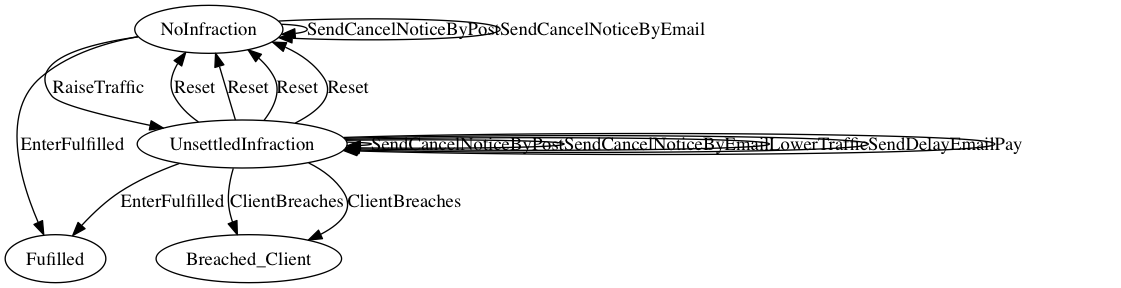 NoInfraction
SendCancelNoticeByPost
SendCancelNoticeByEmail
RaiseTraffic
Reset
Reset
Reset
Reset
UnsettledInfraction
SendCancelNoticeByPost
SendCancelNoticeByEmail
LowerTraffic
SendDelayEmail
Pay
EnterFulfilled
EnterFulfilled
ClientBreaches
ClientBreaches
Fufilled
Breached_Client